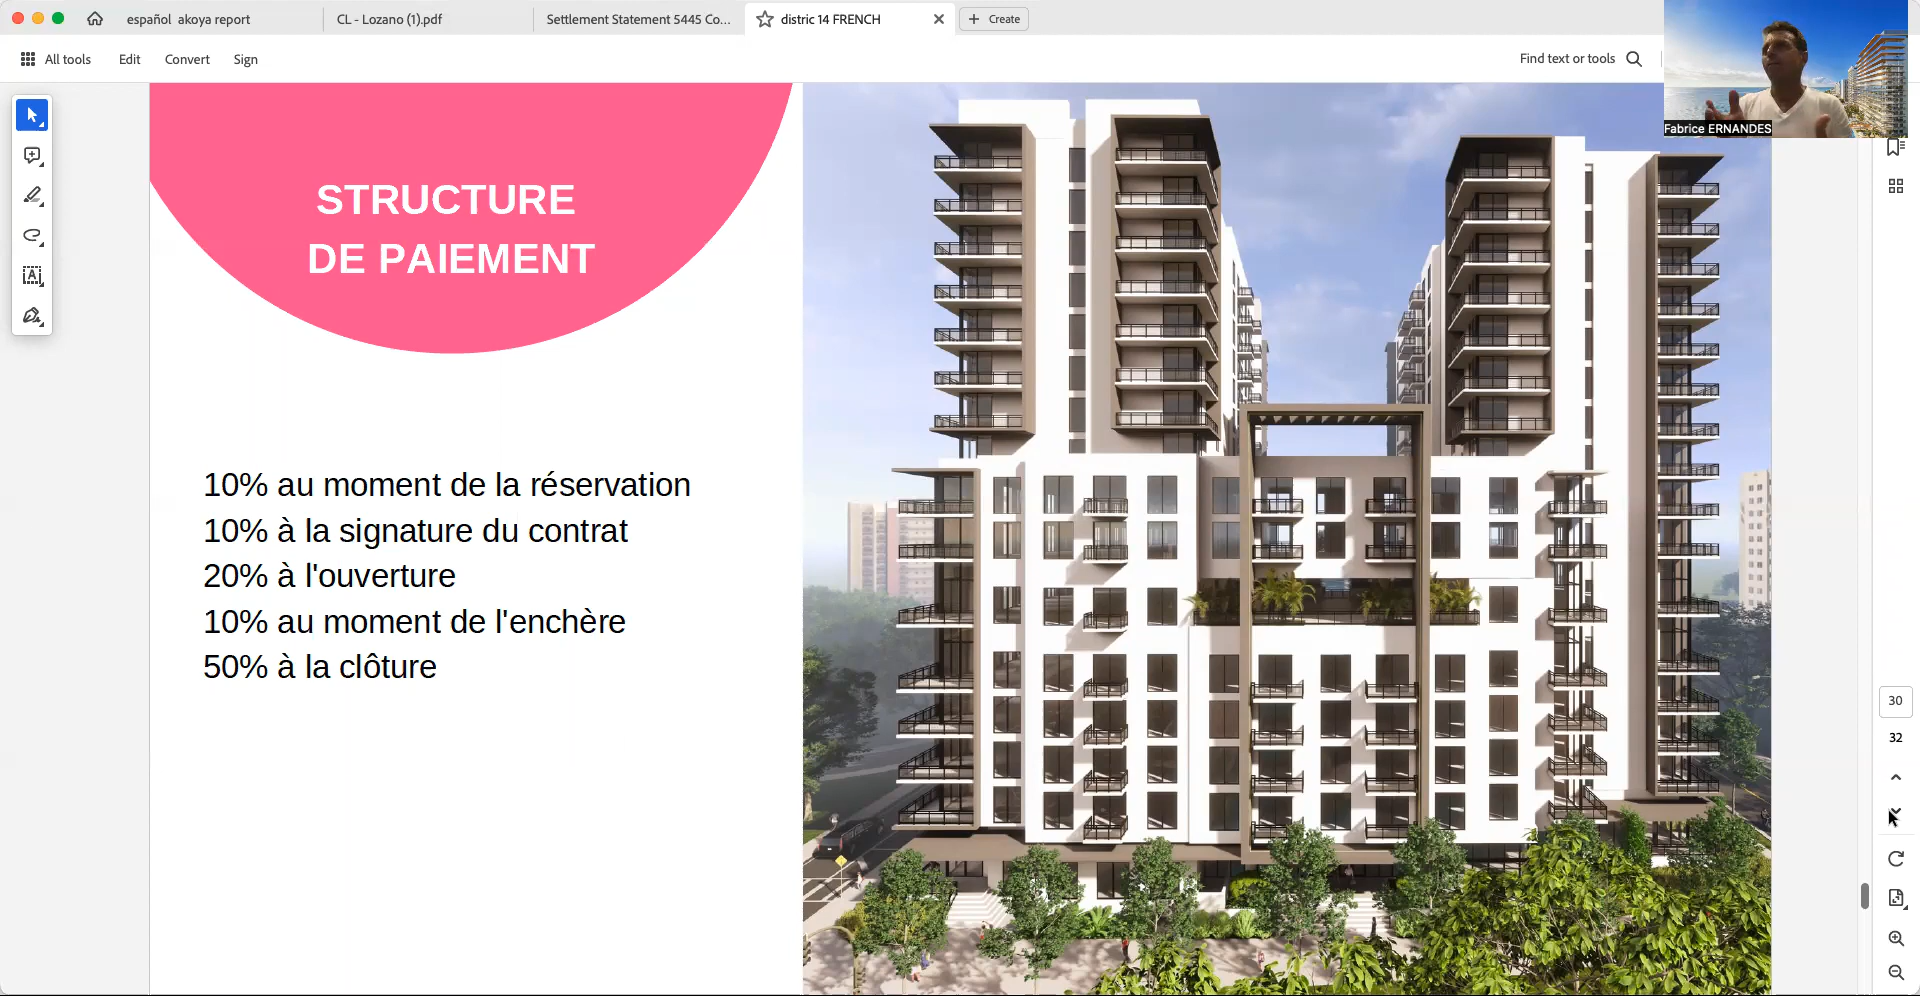 español akoya report
CL - Lozano (1).pdf
Settlement Statement 5445 Co...
distric 14 FRENCH
Create
All tools
Edit
Convert
Sign
Find text or tools
Fabrice ERNANDES
STRUCTURE
DE PAIEMENT
10% au moment de la réservation
10% à la signature du contrat
20% à l'ouverture
10% au moment de l'enchère
50% à la clôture
30
32